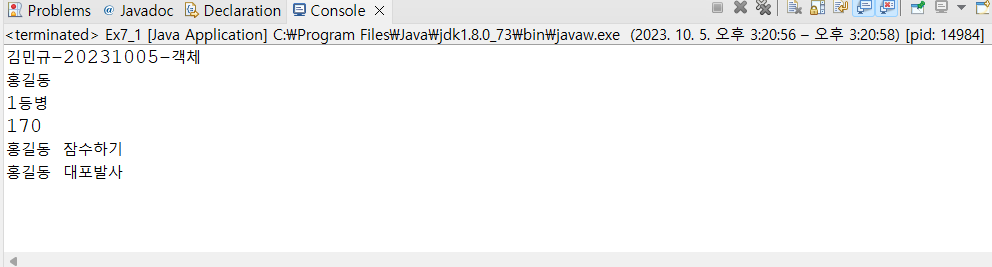 Problems @ Javadoc Declaration Console
<terminated> Ex7_1 [Java Application] C:₩Program Files₩Java₩jdk1.8.0_73₩bin₩javaw.exe (2023. 10. 5. 오후 3:20:56 – 오후 3:20:58) [pid: 14984]
김민규-20231005-객체
홍길동
1등병
170
홍길동 잠수하기
홍길동 대포발사